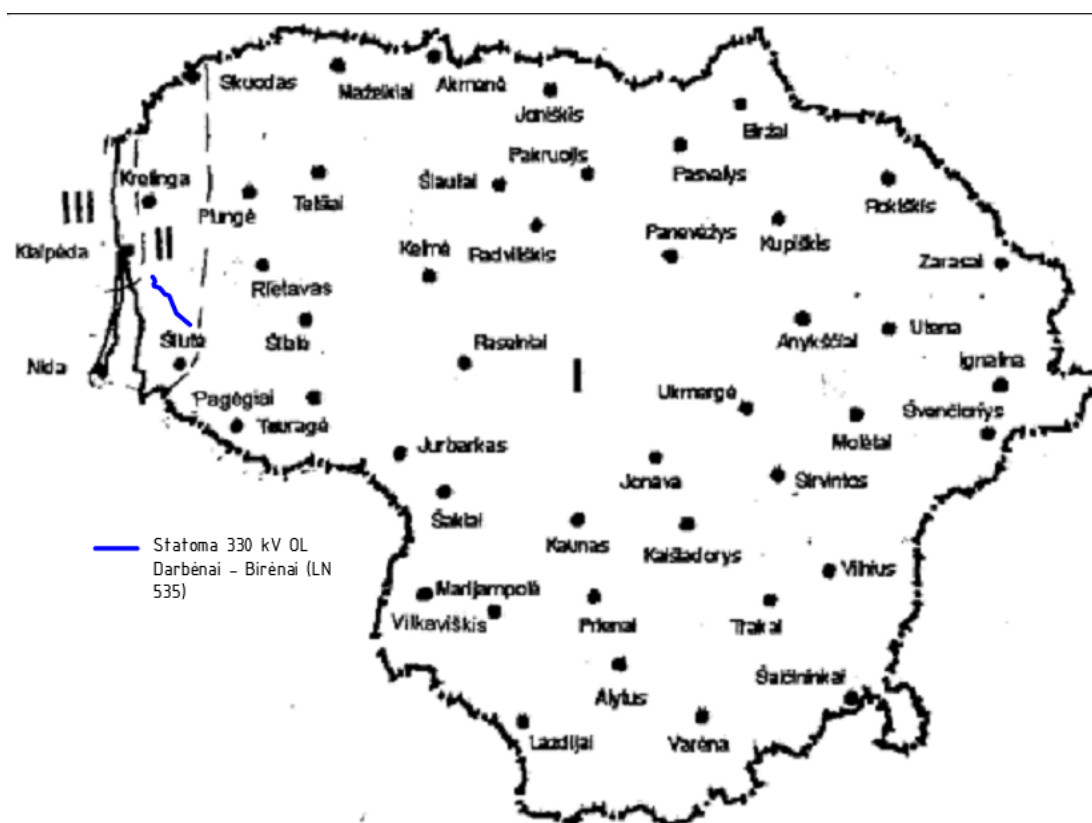 Skuodas
Mažeikiai
Akmenė
Joniškis
Biržai
Pakruojis
Pasvalys
Kretinga
Šiauliai
Rokiškis
III
Plungė
Telšiai
Klaipėda
II
Kelmė
Radviliškis
Panevėžys
Kupiškis
Zarasai
Rietavas
Šilutė
Šilalė
Raseiniai
Anykščiai
Utena
Nida
I
Ignalina
Pagėgiai
Ukmergė
Švenčionys
Tauragė
Molėtai
Jurbarkas
Jonava
Širvintos
Šakiai
Kaunas
Kaišiadorys
Statoma 330 kV OL
Darbėnai - Birėnai (LN
535)
Vilnius
Marijampolė
Vilkaviškis
Prienai
Trakai
Alytus
Šalčininkai
Lazdijai
Varėna